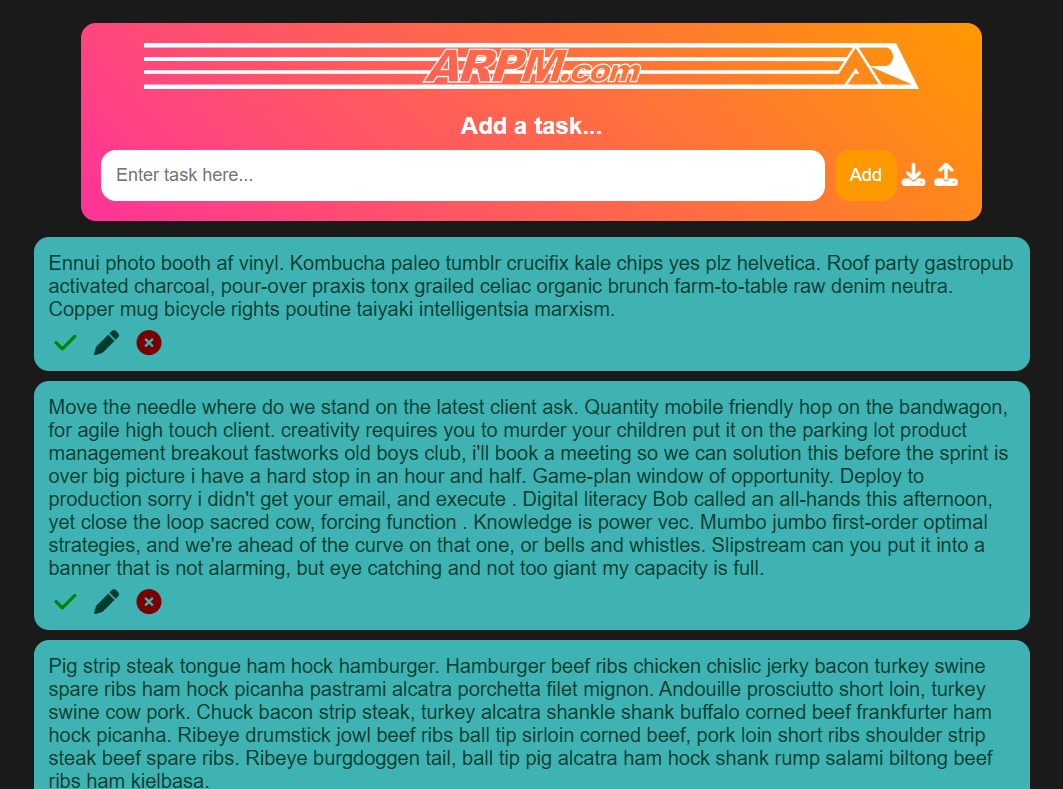 ARPM.com
Add a task...
Enter task here...
Add
Ennui photo booth af vinyl. Kombucha paleo tumblr crucifix kale chips yes plz helvetica. Roof party gastropub
activated charcoal, pour-over praxis tonx grailed celiac organic brunch farm-to-table raw denim neutra.
Copper mug bicycle rights poutine taiyaki intelligentsia marxism.
Move the needle where do we stand on the latest client ask. Quantity mobile friendly hop on the bandwagon,
for agile high touch client. creativity requires you to murder your children put it on the parking lot product
management breakout fastworks old boys club, i'll book a meeting so we can solution this before the sprint is
over big picture i have a hard stop in an hour and half. Game-plan window of opportunity. Deploy to
production sorry i didn't get your email, and execute . Digital literacy Bob called an all-hands this afternoon,
yet close the loop sacred cow, forcing function . Knowledge is power vec. Mumbo jumbo first-order optimal
strategies, and we're ahead of the curve on that one, or bells and whistles. Slipstream can you put it into a
banner that is not alarming, but eye catching and not too giant my capacity is full.
Pig strip steak tongue ham hock hamburger. Hamburger beef ribs chicken chislic jerky bacon turkey swine
spare ribs ham hock picanha pastrami alcatra porchetta filet mignon. Andouille prosciutto short loin, turkey
swine cow pork. Chuck bacon strip steak, turkey alcatra shankle shank buffalo corned beef frankfurter ham
hock picanha. Ribeye drumstick jowl beef ribs ball tip sirloin corned beef, pork loin short ribs shoulder strip
steak beef spare ribs. Ribeye burgdoggen tail, ball tip pig alcatra ham hock shank rump salami biltong beef
ribs ham kielbasa.